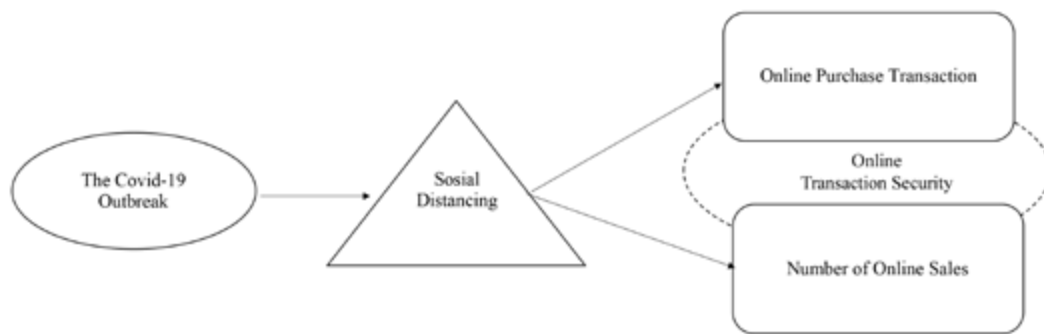 The Covid-19
Outbreak
Sosial
Distancing
Online Purchase Transaction
Online
Transaction Security
Number of Online Sales